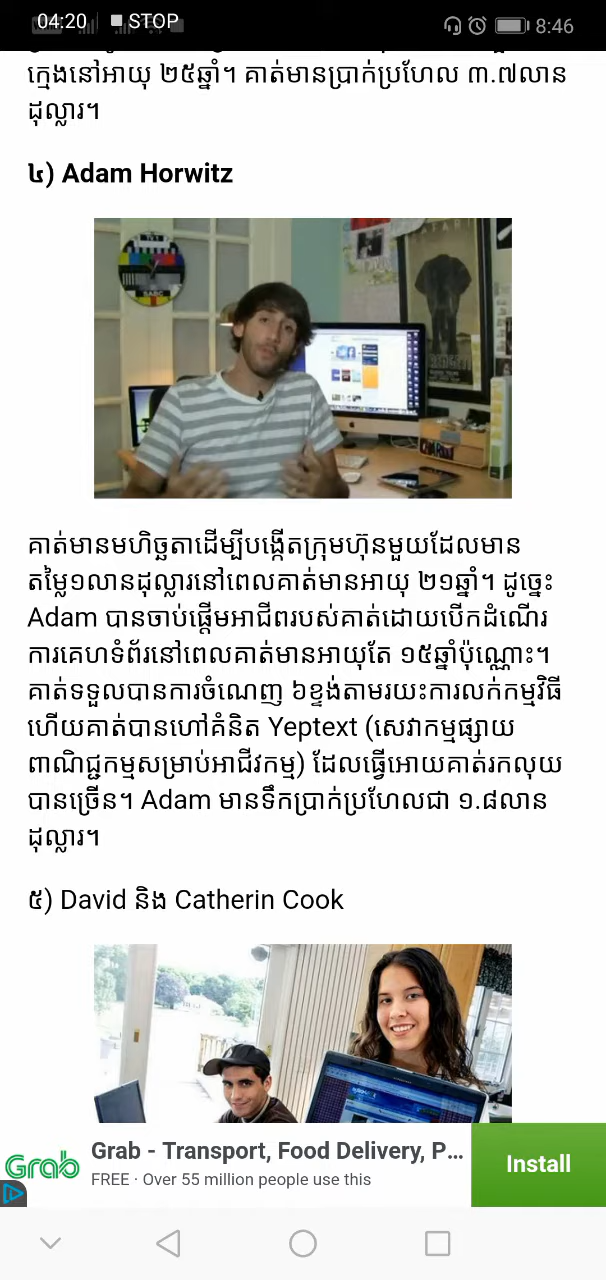 04:20 STOP 8:46
ក្មេងនៅអាយុ ២៥ឆ្នាំ។ គាត់មានប្រាក់ប្រហែល ៣.៧លាន
ដុល្លារ។
៤) Adam Horwitz
គាត់មានមហិច្ឆតាដើម្បីបង្កើតក្រុមហ៊ុនមួយដែលមាន
តម្លៃ១លានដុល្លារនៅពេលគាត់មានអាយុ ២១ឆ្នាំ។ ដូច្នេះ
Adam បានចាប់ផ្តើមអាជីពរបស់គាត់ដោយបើកដំណើរ
ការគេហទំព័រនៅពេលគាត់មានអាយុតែ ១៥ឆ្នាំប៉ុណ្ណោះ។
គាត់ទទួលបានការចំណេញ ៦ខ្ទង់តាមរយះការលក់កម្មវិធី
ហើយគាត់បានហៅគំនិត Yeptext (សេវាកម្មផ្សាយ
ពាណិជ្ជកម្មសម្រាប់អាជីវកម្ម) ដែលធ្វើអោយគាត់រកលុយ
បានច្រើន។ Adam មានទឹកប្រាក់ប្រហែលជា ១.៨លាន
ដុល្លារ។
៥) David និង Catherin Cook
Grab
Grab - Transport, Food Delivery, P...
FREE · Over 55 million people use this
Install